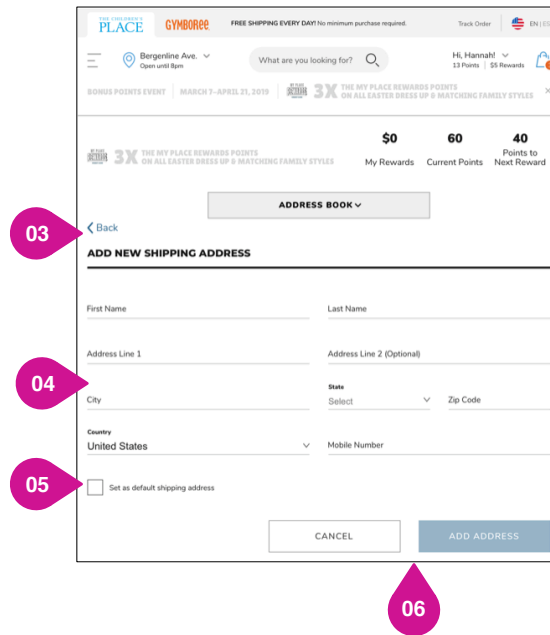 THE CHILDREN'S
PLACE
GYMBOREE
FREE SHIPPING EVERY DAY! No minimum purchase required.
Track Order
EN | ES
Bergenline Ave.
Open until 8pm
What are you looking for?
Hi, Hannah!
13 Points | $5 Rewards
BONUS POINTS EVENT | MARCH 7-APRIL 21, 2019
MY PLACE
3X THE MY PLACE REWARDS POINTS
ON ALL EASTER DRESS UP & MATCHING FAMILY STYLES
×
MY PLACE
3X THE MY PLACE REWARDS POINTS
ON ALL EASTER DRESS UP & MATCHING FAMILY STYLES
$0
My Rewards
60
Current Points
40
Points to
Next Reward
ADDRESS BOOK
03
Back
ADD NEW SHIPPING ADDRESS
First Name
Last Name
Address Line 1
Address Line 2 (Optional)
04
City
State
Select
Zip Code
Country
United States
Mobile Number
05
Set as default shipping address
CANCEL
ADD ADDRESS
06